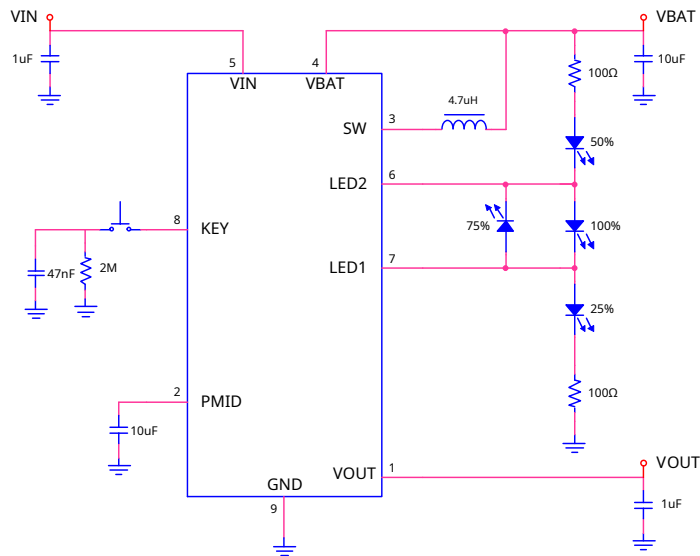 VIN
VBAT
1uF
5
4
100Ω
10uF
VIN
VBAT
4.7uH
SW
3
50%
LED2
6
8
KEY
75%
100%
47nF
2M
LED1
7
25%
2
PMID
100Ω
10uF
VOUT
1
VOUT
GND
9
1uF